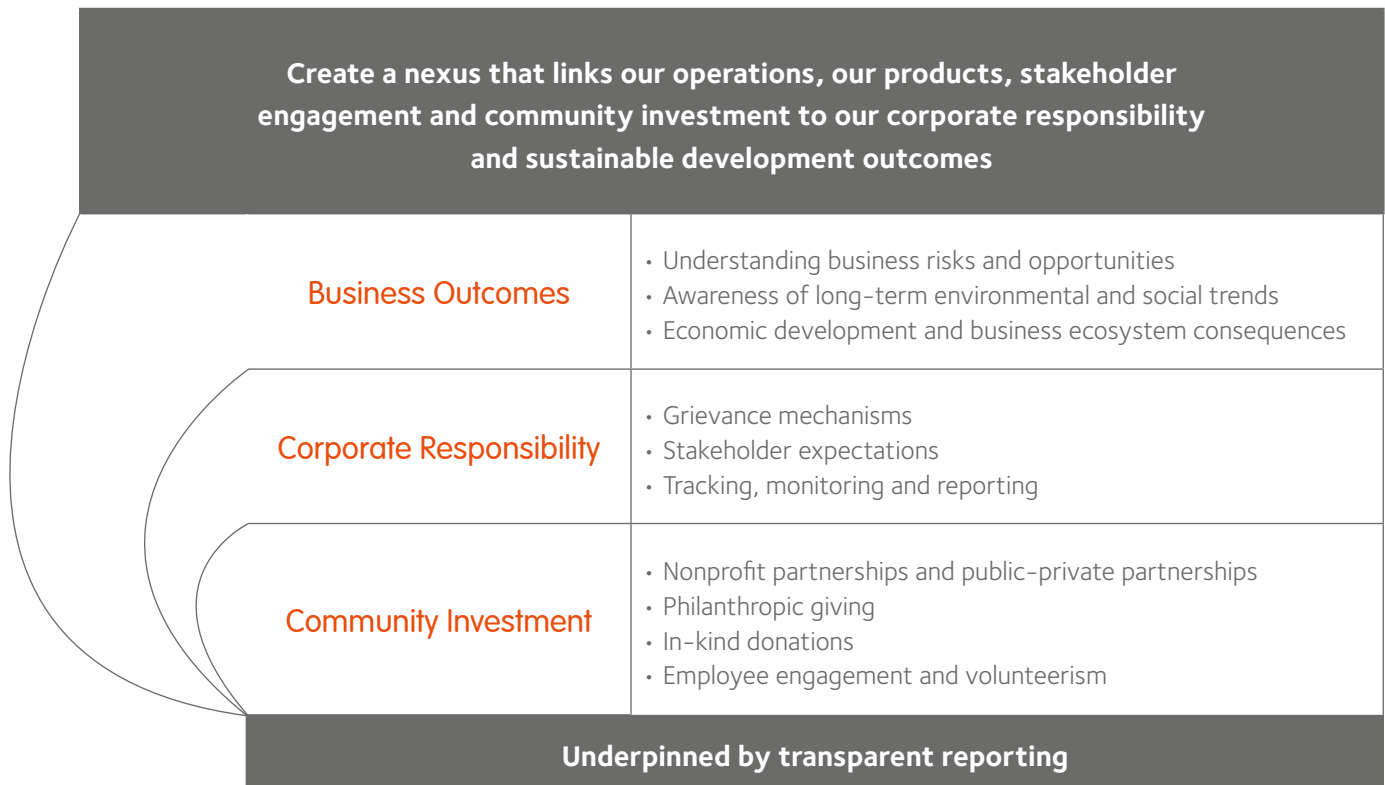 Create a nexus that links our operations, our products, stakeholder
engagement and community investment to our corporate responsibility
and sustainable development outcomes
Business Outcomes
• Understanding business risks and opportunities
• Awareness of long-term environmental and social trends
• Economic development and business ecosystem consequences
Corporate Responsibility
• Grievance mechanisms
• Stakeholder expectations
• Tracking, monitoring and reporting
Community Investment
• Nonprofit partnerships and public-private partnerships
• Philanthropic giving
• In-kind donations
• Employee engagement and volunteerism
Underpinned by transparent reporting